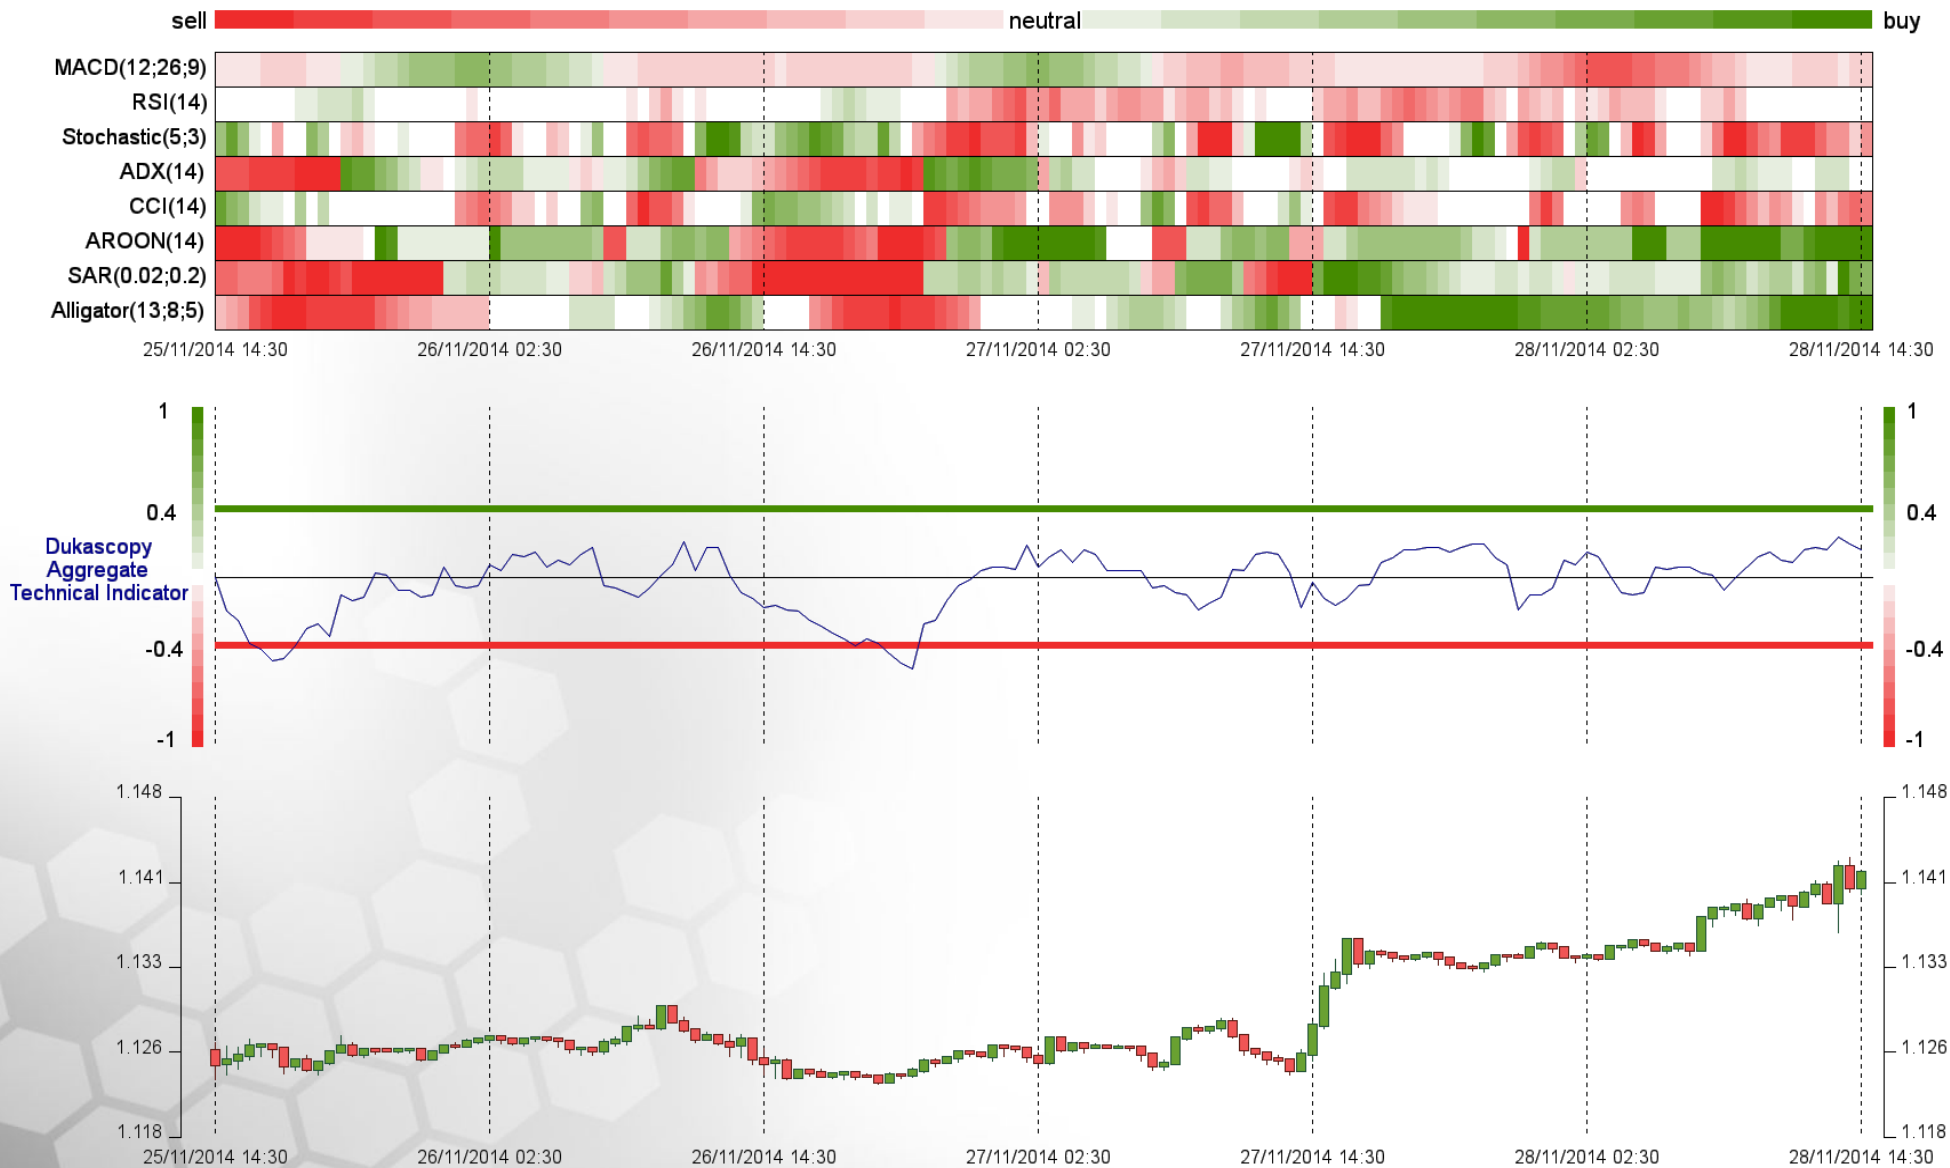 sell neutral buy
MACD(12;26;9)
RSI(14)
Stochastic(5;3)
ADX(14)
CCI(14)
AROON(14)
SAR(0.02;0.2)
Alligator(13;8;5)
25/11/2014 14:30 26/11/2014 02:30 26/11/2014 14:30 27/11/2014 02:30 27/11/2014 14:30 28/11/2014 02:30 28/11/2014 14:30
1 1
0.4 0.4
Dukascopy
Aggregate
Technical Indicator
-0.4 -0.4
-1 -1
1.148 1.148
1.141 1.141
1.133 1.133
1.126 1.126
1.118 1.118
25/11/2014 14:30 26/11/2014 02:30 26/11/2014 14:30 27/11/2014 02:30 27/11/2014 14:30 28/11/2014 02:30 28/11/2014 14:30